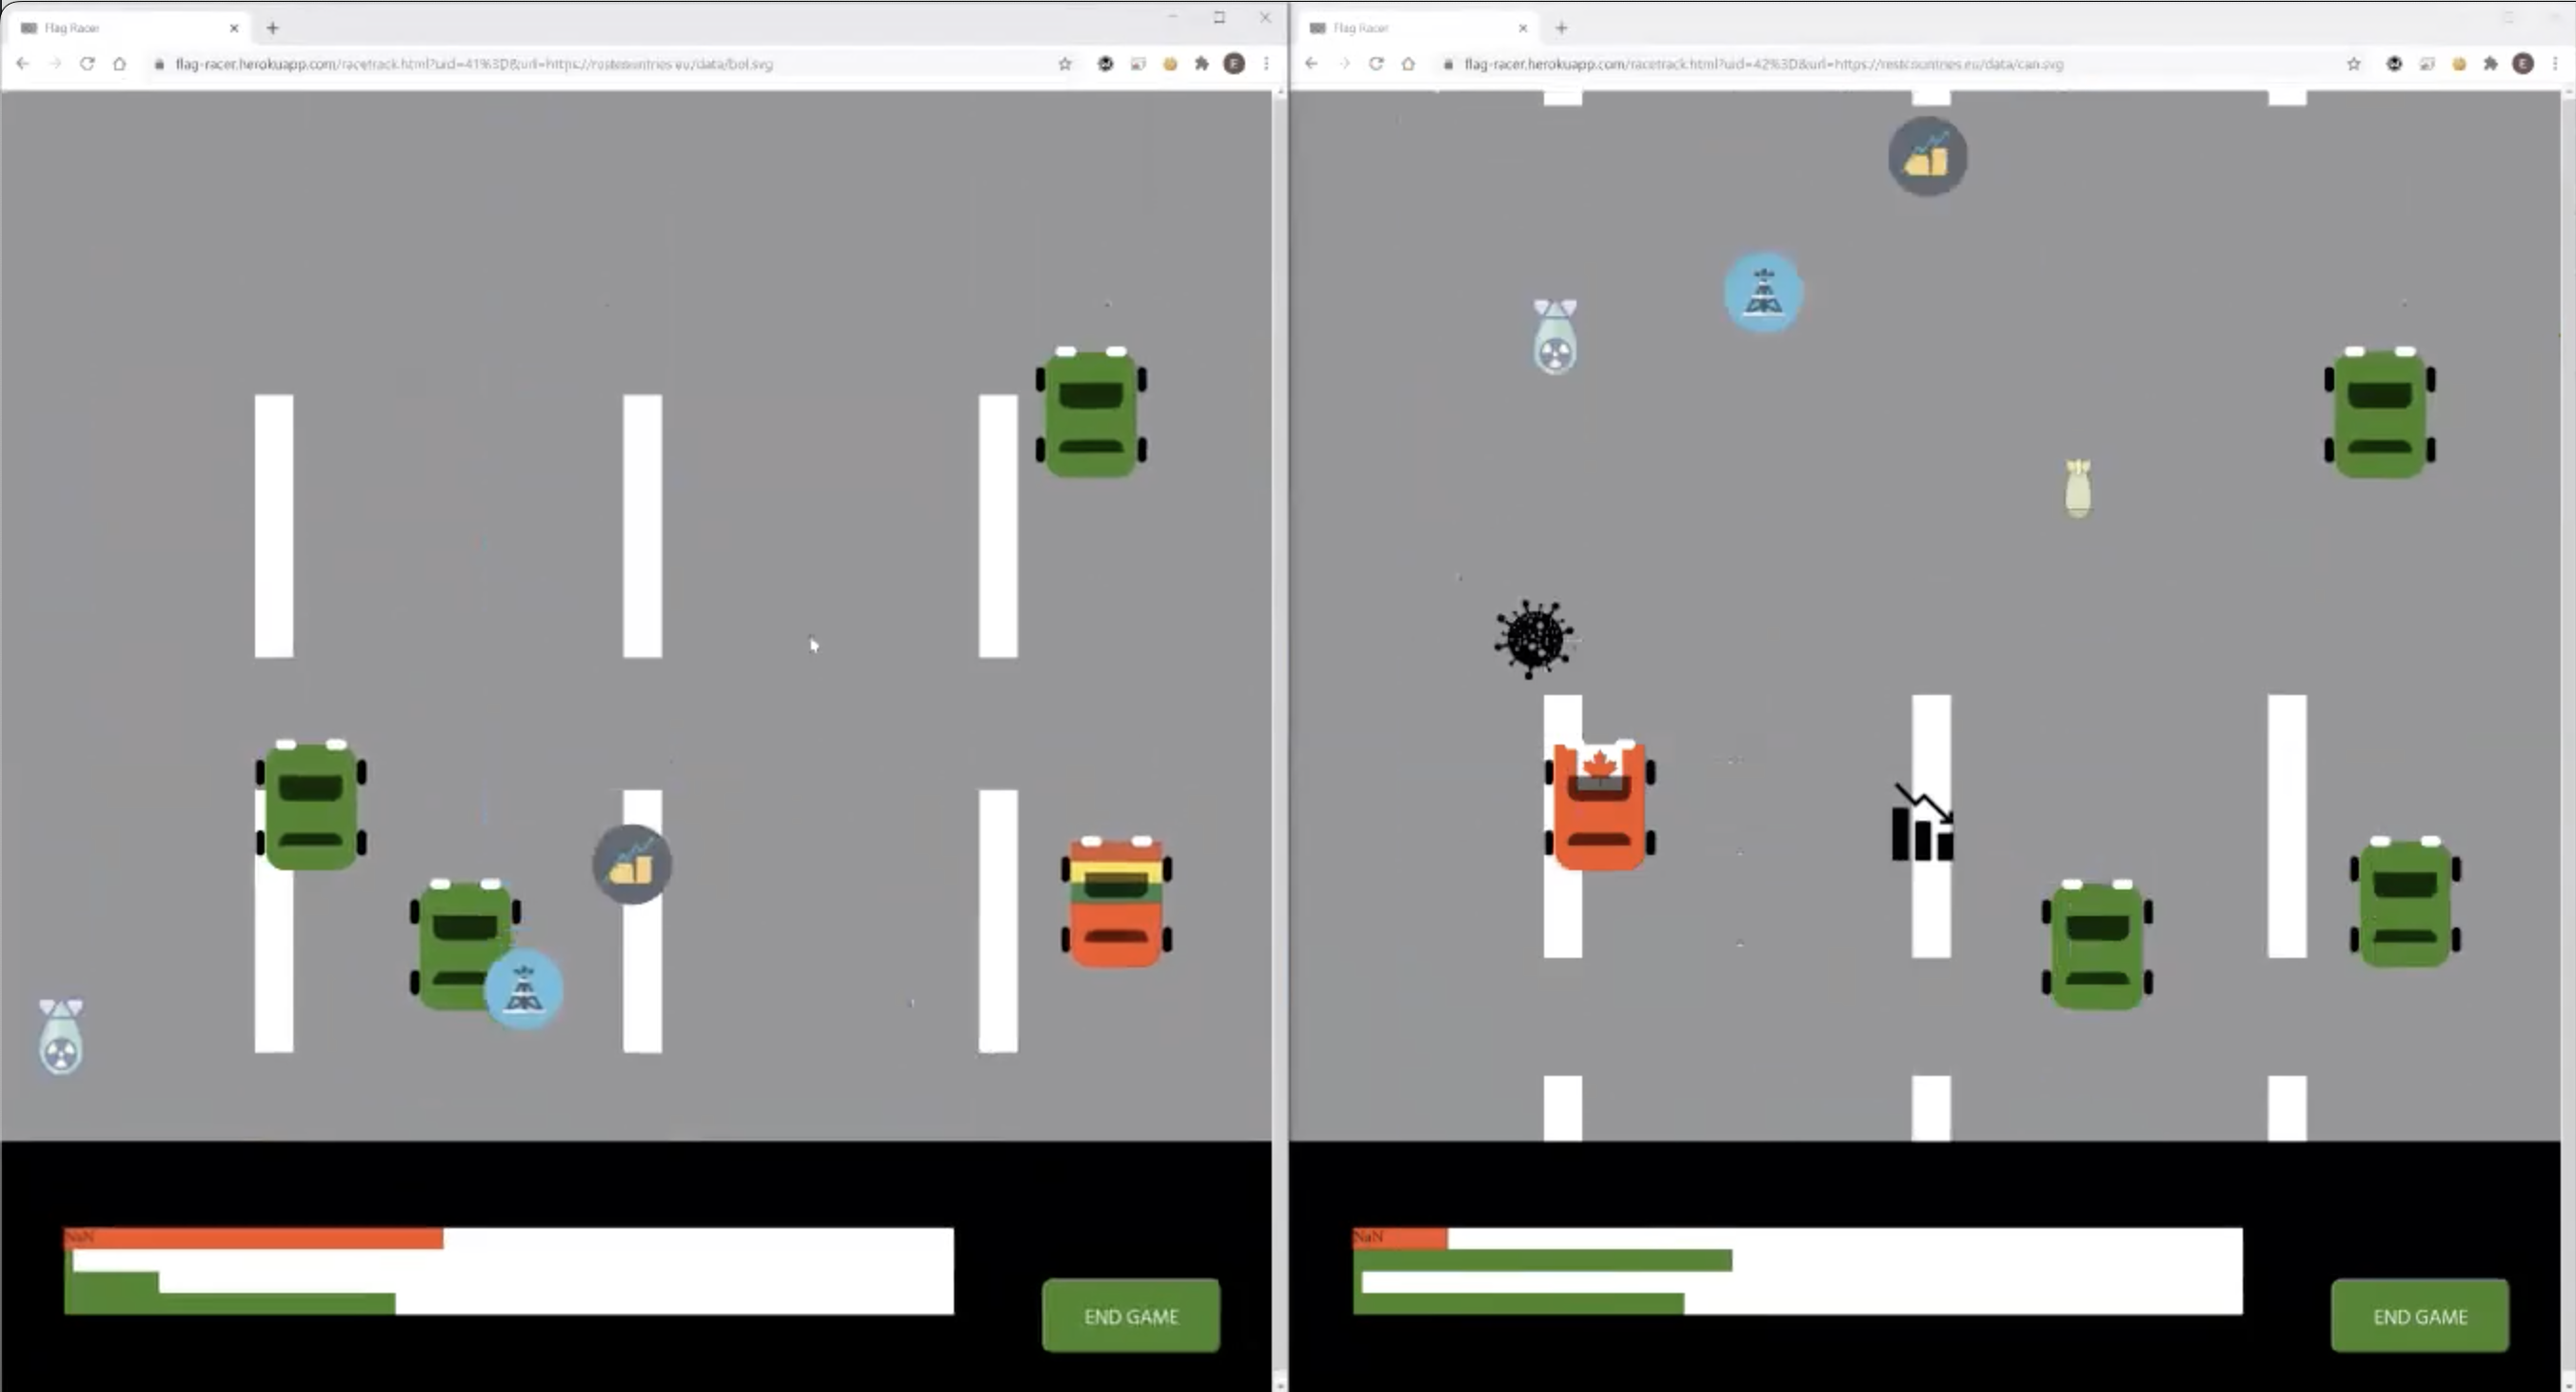 Flag Racer
flag-racer.herokuapp.com/racetrack.html?uid=41%3D&url=https://restcountries.eu/data/bol.svg
E
NaN
END GAME
Flag Racer
flag-racer.herokuapp.com/racetrack.html?uid=42%3D&url=https://restcountries.eu/data/can.svg
E
NaN
END GAME